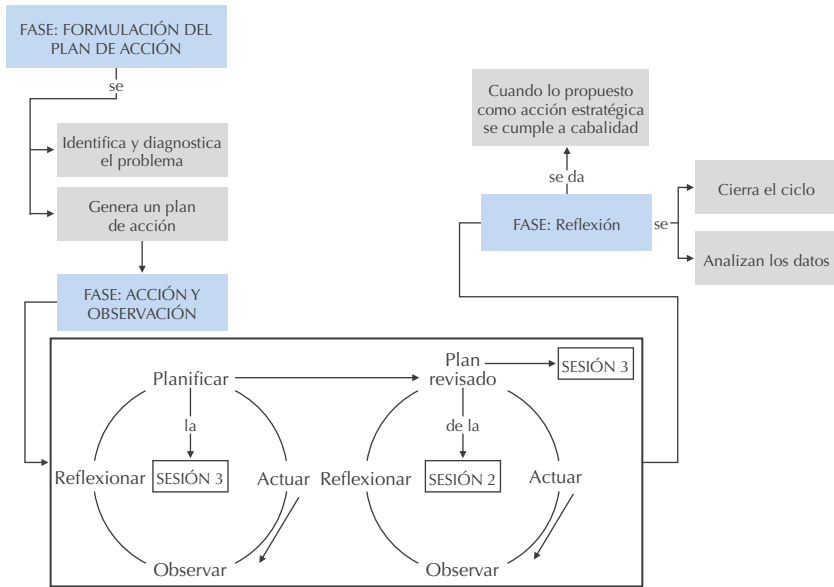 FASE: FORMULACIÓN DEL
PLAN DE ACCIÓN
se
Identifica y diagnostica
el problema
Genera un plan
de acción
FASE: ACCIÓN Y
OBSERVACIÓN
Cuando lo propuesto
como acción estratégica
se cumple a cabalidad
se da
FASE: Reflexión
se
Cierra el ciclo
Analizan los datos
Planificar
la
SESIÓN 3
Reflexionar
Actuar
Observar
Plan
revisado
SESIÓN 3
de la
SESIÓN 2
Reflexionar
Actuar
Observar